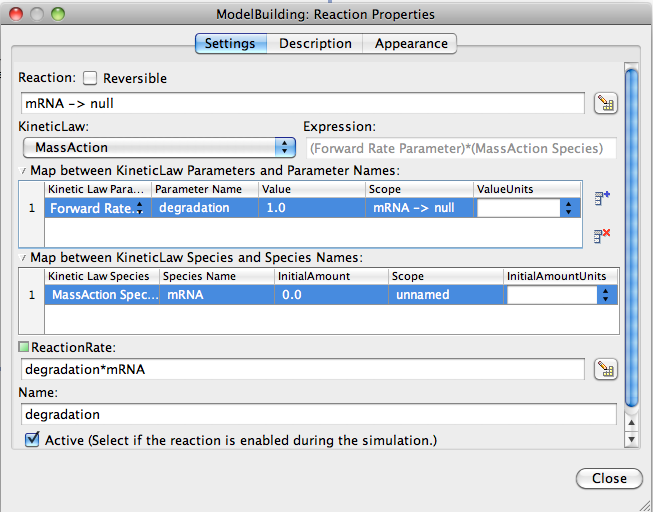 ModelBuilding: Reaction Properties
Settings Description Appearance
Reaction: Reversible
mRNA -> null
KineticLaw: Expression:
MassAction (Forward Rate Parameter)*(MassAction Species)
Map between KineticLaw Parameters and Parameter Names:
Kinetic Law Para... Parameter Name Value Scope ValueUnits
1 Forward Rate... degradation 1.0 mRNA -> null
Map between KineticLaw Species and Species Names:
Kinetic Law Species Species Name InitialAmount Scope InitialAmountUnits
1 MassAction Spec... mRNA 0.0 unnamed
ReactionRate:
degradation*mRNA
Name:
degradation
Active (Select if the reaction is enabled during the simulation.)
Close